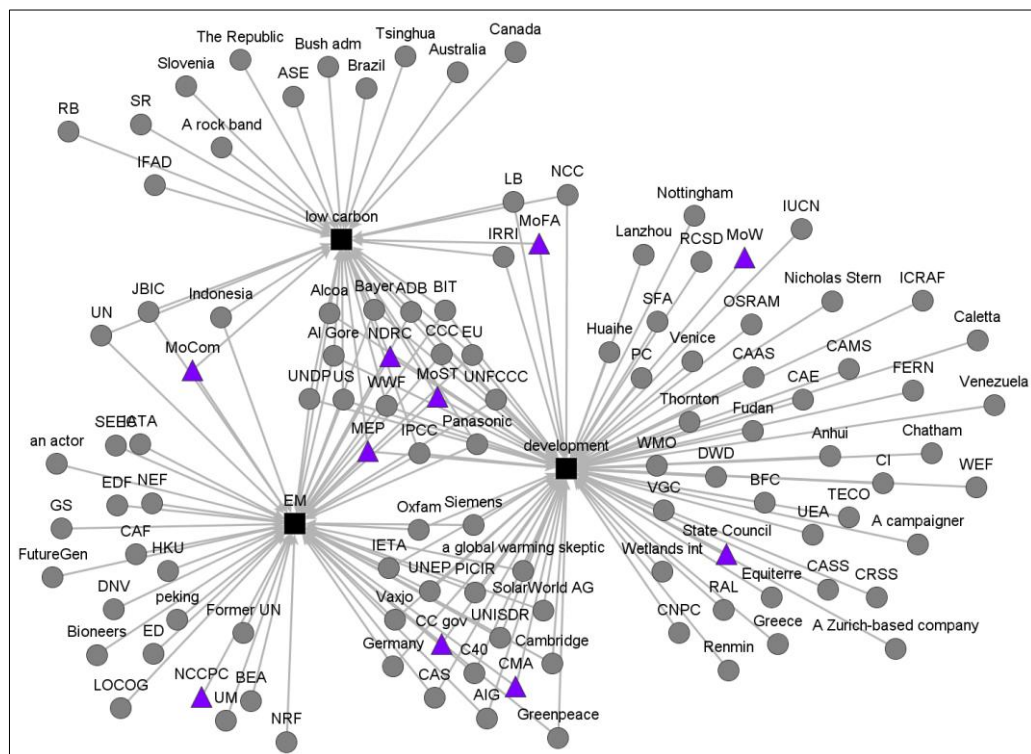 Canada
Tsinghua
Bush adm
Australia
The Republic
Brazil
Slovenia
ASE
SR
RB
A rock band
IFAD
LB
NCC
low carbon
MoFA
IRRI
Nottingham
IUCN
RCSD
MoW
Lanzhou
Nicholas Stern
ICRAF
JBIC
Indonesia
Alcoa
Bayer
ADB
BIT
UN
SFA
OSRAM
Huaihe
Venice
Caletta
Al Gore
NDRC
CCC
EU
MoCom
PC
CAAS
CAMS
FERN
UNDP
US
WWF
MoST
UNFCCC
CAE
Venezuela
Thornton
Fudan
MEP
IPCC
Panasonic
development
Anhui
Chatham
SEEC
IATA
an actor
WMO
DWD
CI
WEF
EDF
NEF
EM
VGC
BFC
TECO
GS
Oxfam
Siemens
State Council
UEA
A campaigner
CAF
HKU
FutureGen
IETA
a global warming skeptic
Wetlands int
UNEP
PICIR
Equiterre
CASS
CRSS
DNV
peking
Former UN
Vaxjo
SolarWorld AG
RAL
UNISDR
CNPC
Greece
A Zurich-based company
Bioneers
ED
Germany
CC gov
C40
CMA
Cambridge
Renmin
NCCPC
LOCOG
UM
BEA
CAS
AIG
Greenpeace
NRF